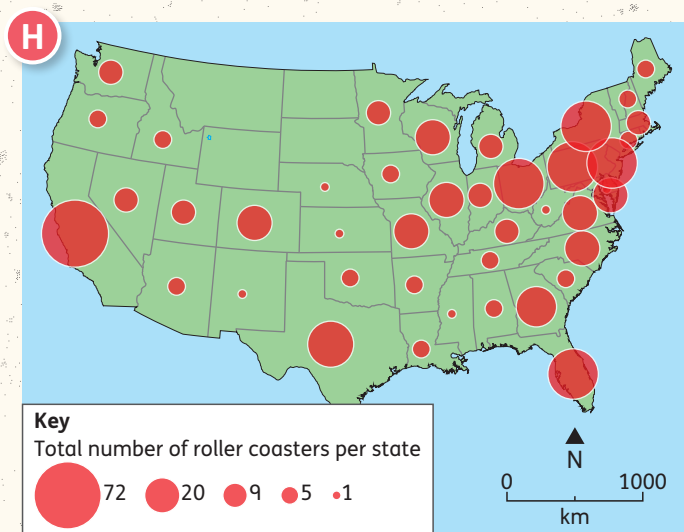 H
Key
Total number of roller coasters per state
72 20 9 5 1
N
0 1000
km